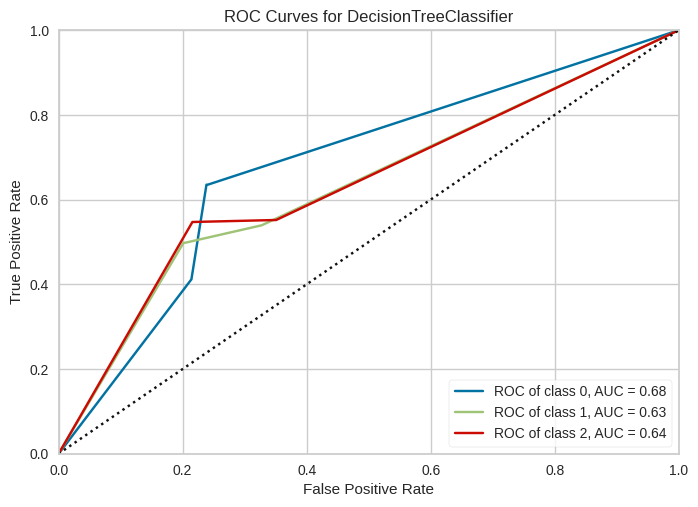 ROC Curves for DecisionTreeClassifier
True Positive Rate
1.0
0.8
0.6
0.4
0.2
0.0
ROC of class 0, AUC = 0.68
ROC of class 1, AUC = 0.63
ROC of class 2, AUC = 0.64
0.0 0.2 0.4 0.6 0.8 1.0
False Positive Rate